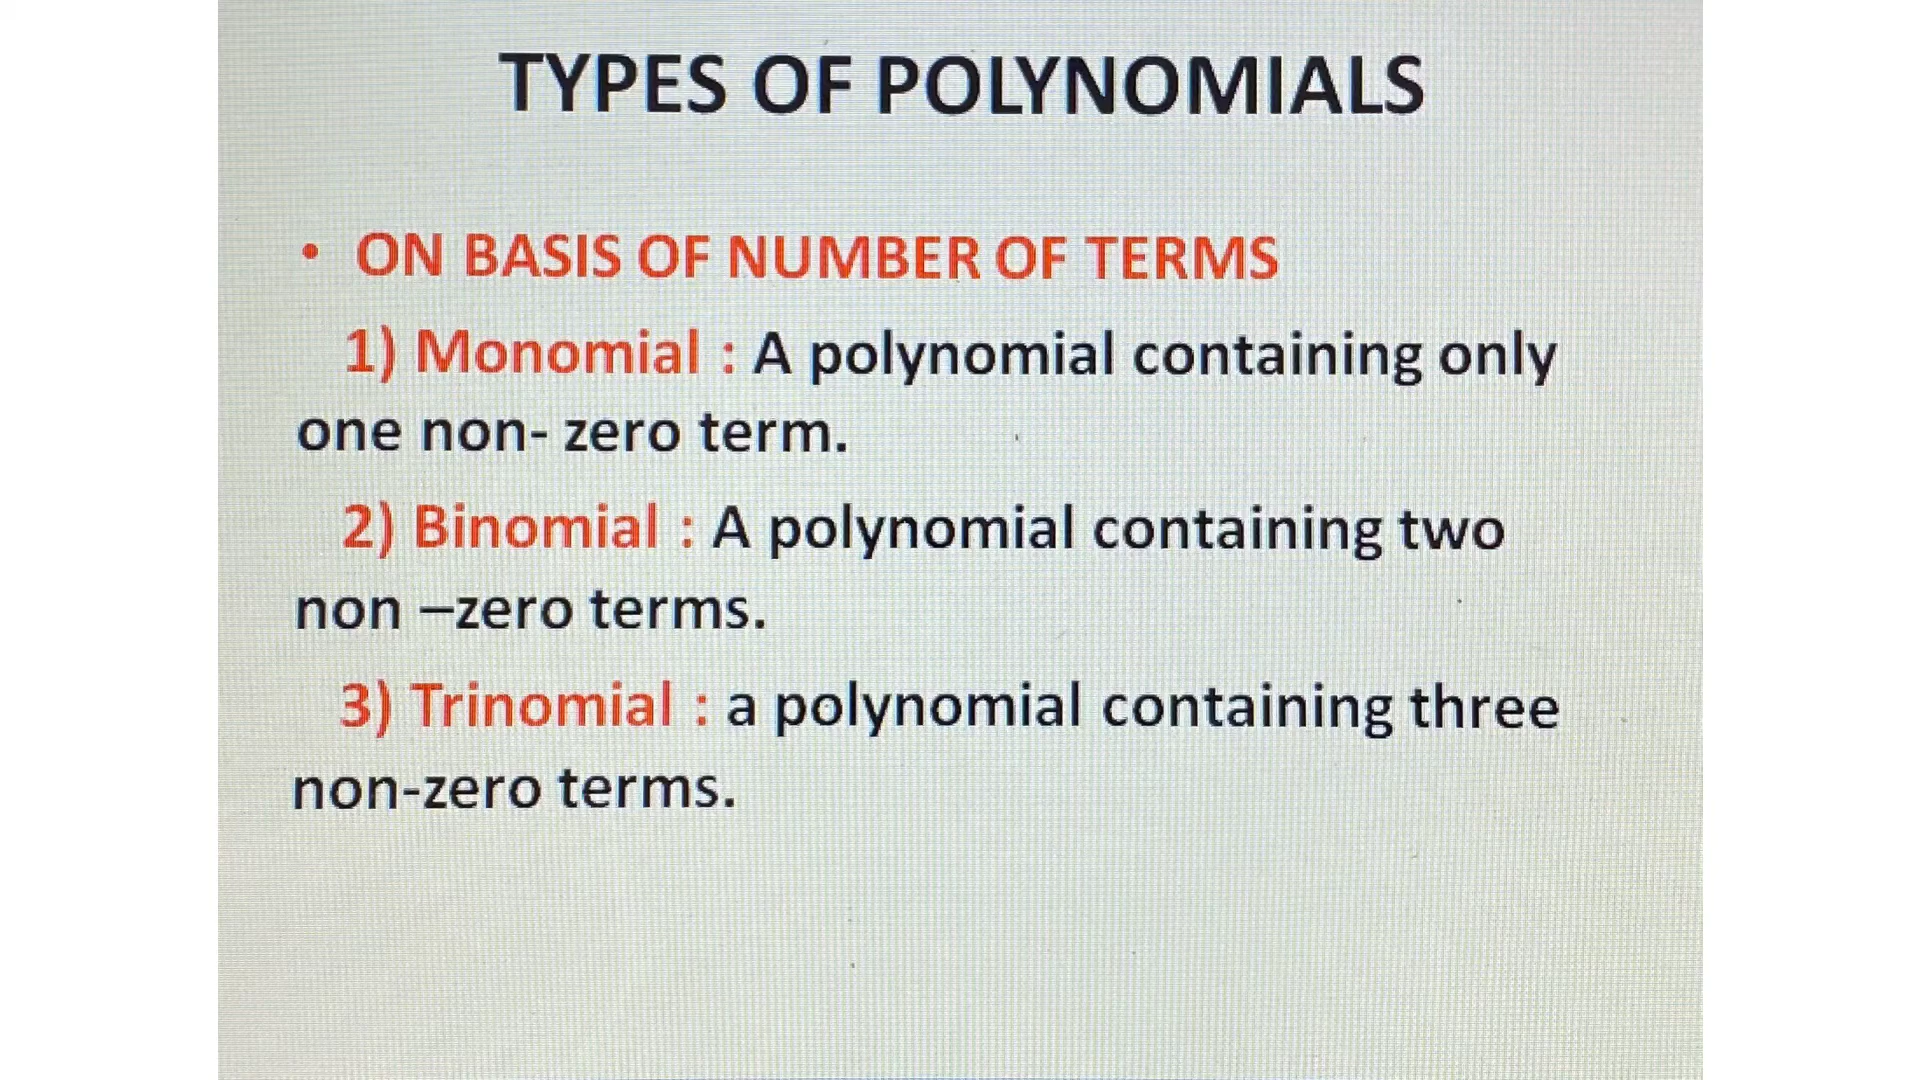 TYPES OF POLYNOMIALS
• ON BASIS OF NUMBER OF TERMS
1) Monomial : A polynomial containing only
one non- zero term.
2) Binomial : A polynomial containing two
non –zero terms.
3) Trinomial : a polynomial containing three
non-zero terms.